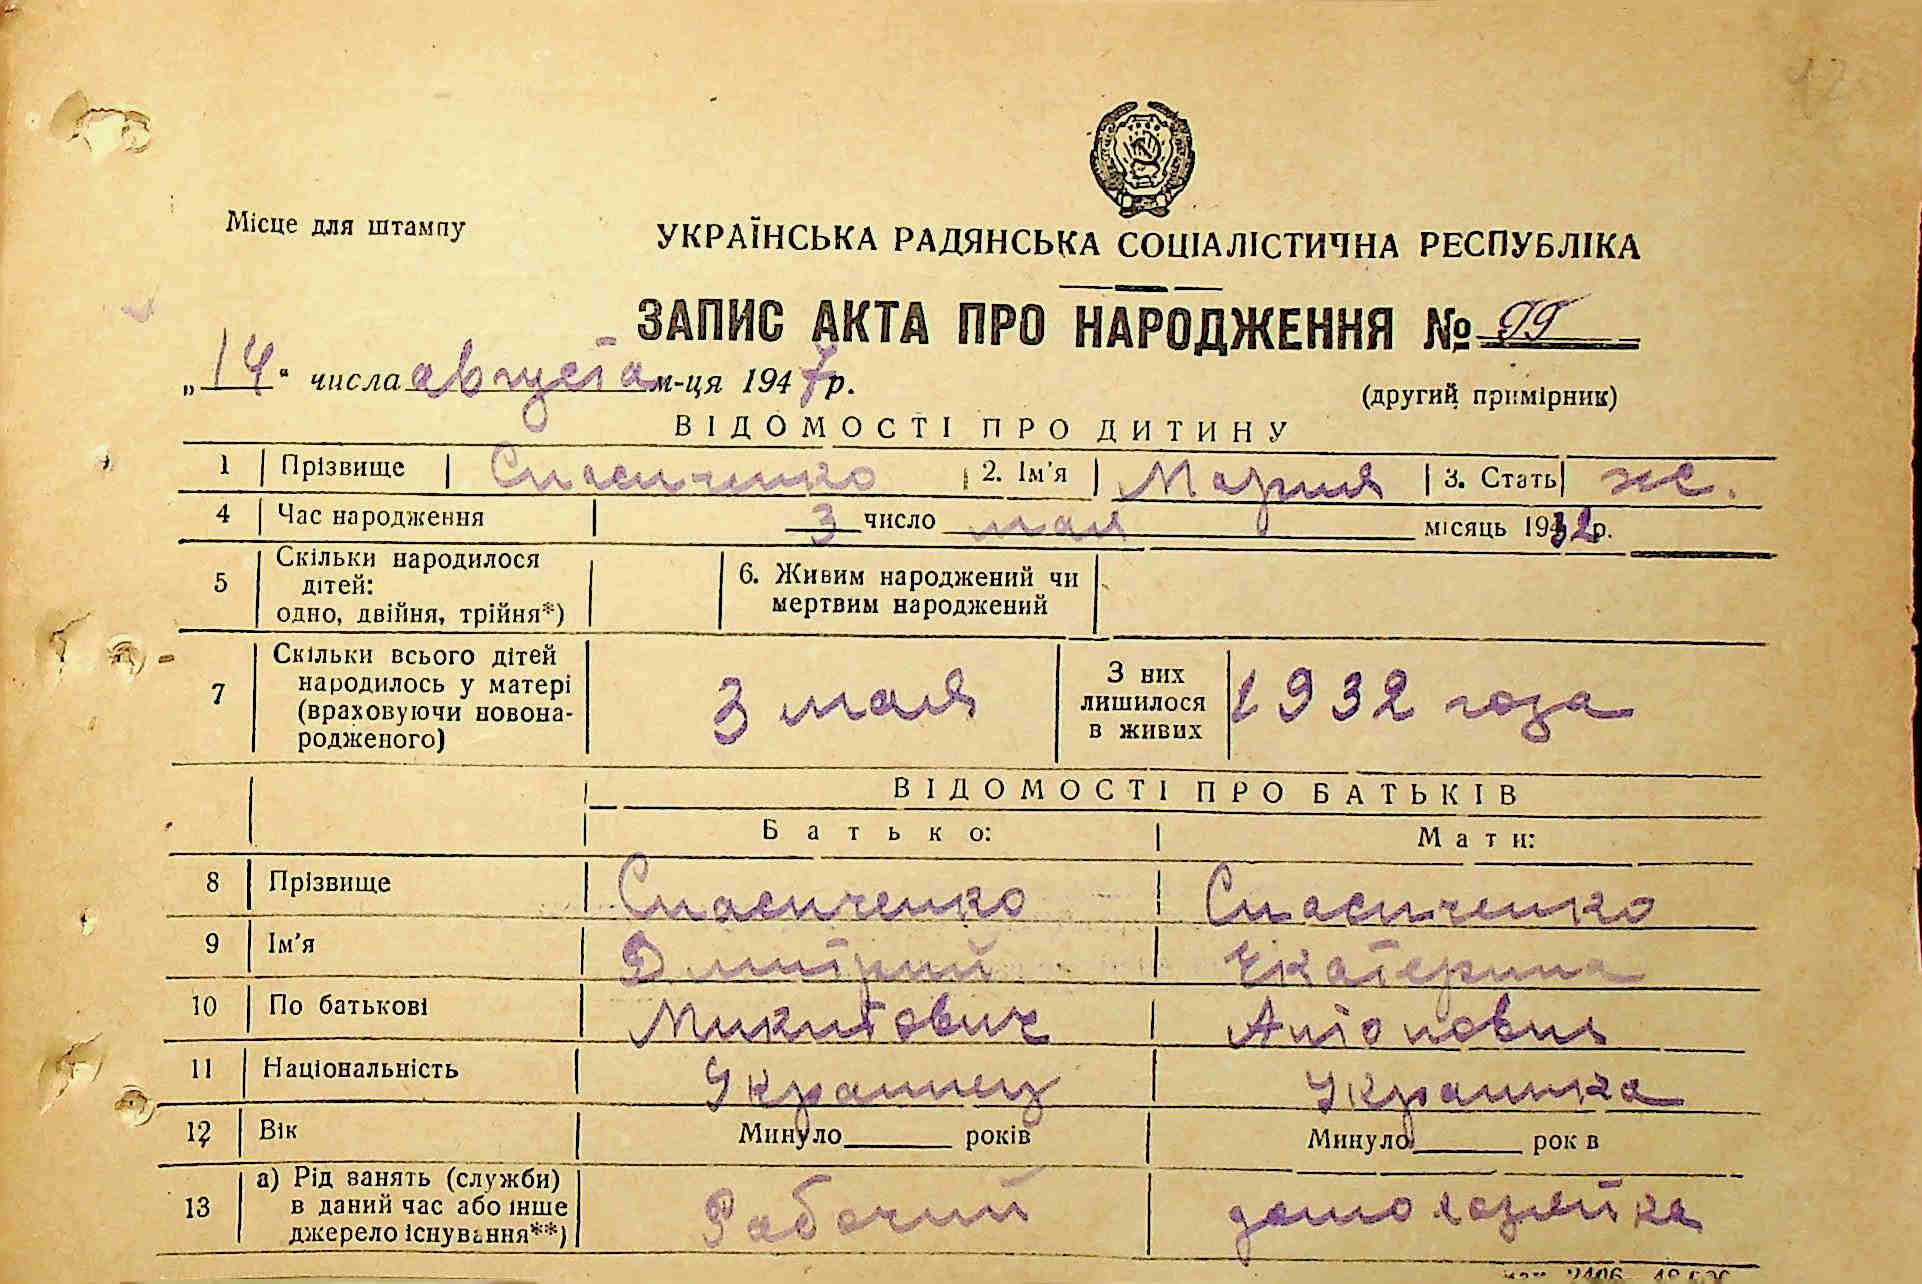 Місце для штампу
УКРАЇНСЬКА РАДЯНСЬКА СОЦІАЛІСТИЧНА РЕСПУБЛІКА
ЗАПИС АКТА ПРО НАРОДЖЕННЯ № 99
„14" числа августа м-ця 1947 р.
(другий примірник)
ВІДОМОСТІ ПРО ДИТИНУ
1 Прізвище Спасиченко 2. Ім'я Мария 3. Стать ж.
4 Час народження 3 число мая місяць 1932 р.
5 Скільки народилося дітей: одно, двійня, трійня*) 6. Живим народжений чи мертвим народжений
7 Скільки всього дітей народилось у матері (враховуючи новонародженого) 3 мая З них лишилося в живих 1932 года
ВІДОМОСТІ ПРО БАТЬКІВ
Батько: Мати:
8 Прізвище Спасиченко Спасиченко
9 Ім'я Дмитрий Екатерина
10 По батькові Микитович Антоновна
11 Національність Украинец Украинка
12 Вік Минуло років Минуло рок в
13 а) Рід занять (служби) в даний час або інше джерело існування**) Рабочий домохозяйка